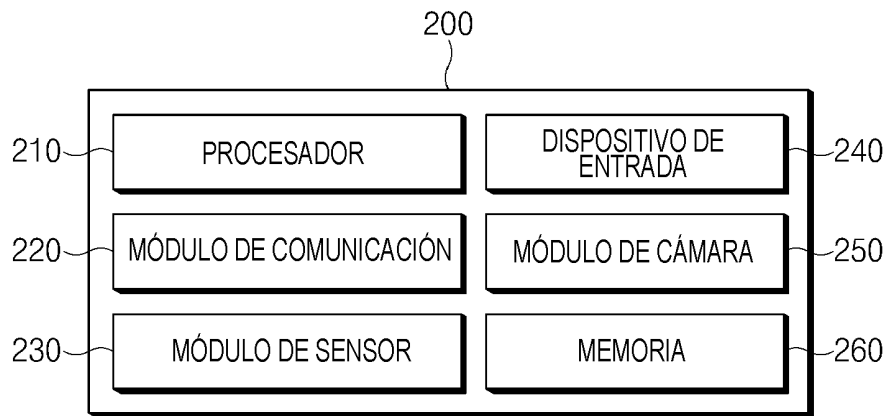 200
210
PROCESADOR
DISPOSITIVO DE
ENTRADA
240
220
MÓDULO DE COMUNICACIÓN
MÓDULO DE CÁMARA
250
230
MÓDULO DE SENSOR
MEMORIA
260